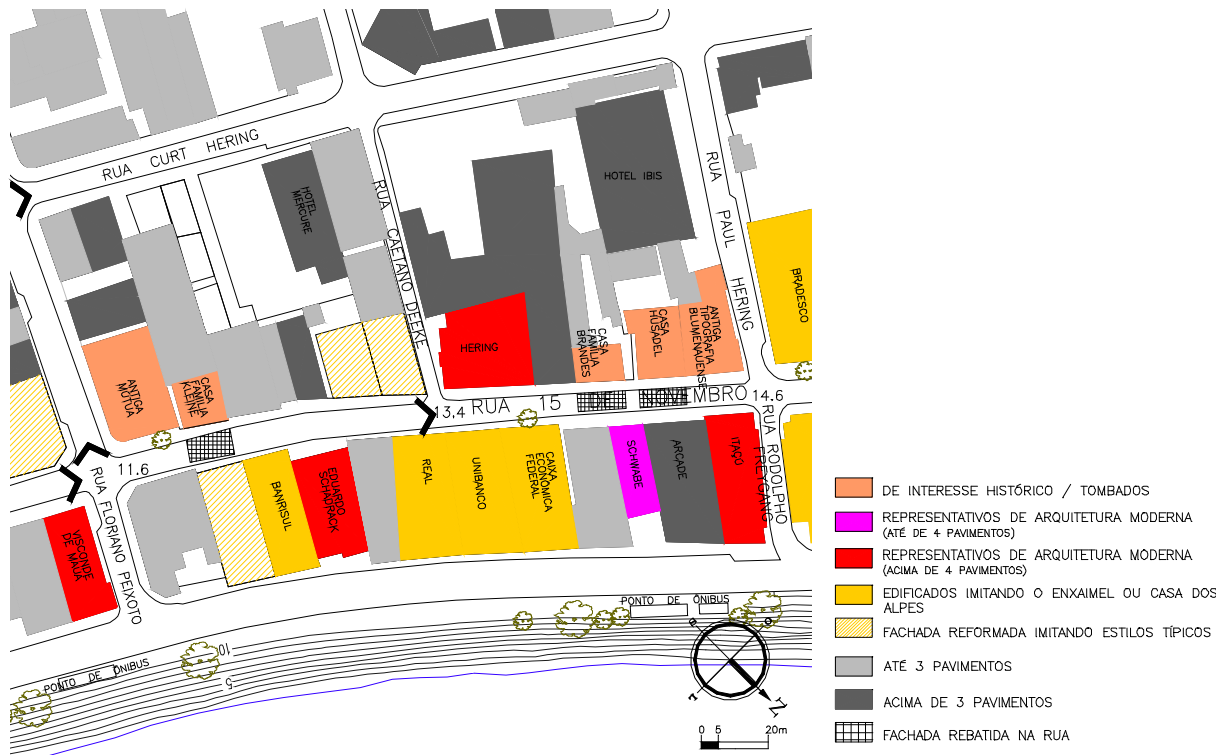 RUA CURT HERING
HOTEL
MERCURE
RUA CAETANO DEEKE
HOTEL IBIS
RUA PAUL HERING
BRADESCO
ANTIGA
MÚTUA
CASA
FAMÍLIA
KLEINE
HERING
CASA
FAMÍLIA
BRANDES
CASA
HUSADEL
ANTIGA
TIPOGRAFIA
BLUMENAUENSE
11.6
13,4
RUA 15 DE NOVEMBRO
14.6
RUA FLORIANO PEIXOTO
RUA RODOLPHO
FREYGANG
VISCONDE
DE MAUÁ
BANRISUL
EDUARDO
SCHADRACK
REAL
UNIBANCO
CAIXA
ECONÔMICA
FEDERAL
SCHWABE
ARCADE
ITAÇÓ
PONTO DE ÔNIBUS
PONTO DE ÔNIBUS
10
5
N
0 5 20m
DE INTERESSE HISTÓRICO / TOMBADOS
REPRESENTATIVOS DE ARQUITETURA MODERNA
(ATÉ DE 4 PAVIMENTOS)
REPRESENTATIVOS DE ARQUITETURA MODERNA
(ACIMA DE 4 PAVIMENTOS)
EDIFICADOS IMITANDO O ENXAIMEL OU CASA DOS
ALPES
FACHADA REFORMADA IMITANDO ESTILOS TÍPICOS
ATÉ 3 PAVIMENTOS
ACIMA DE 3 PAVIMENTOS
FACHADA REBATIDA NA RUA